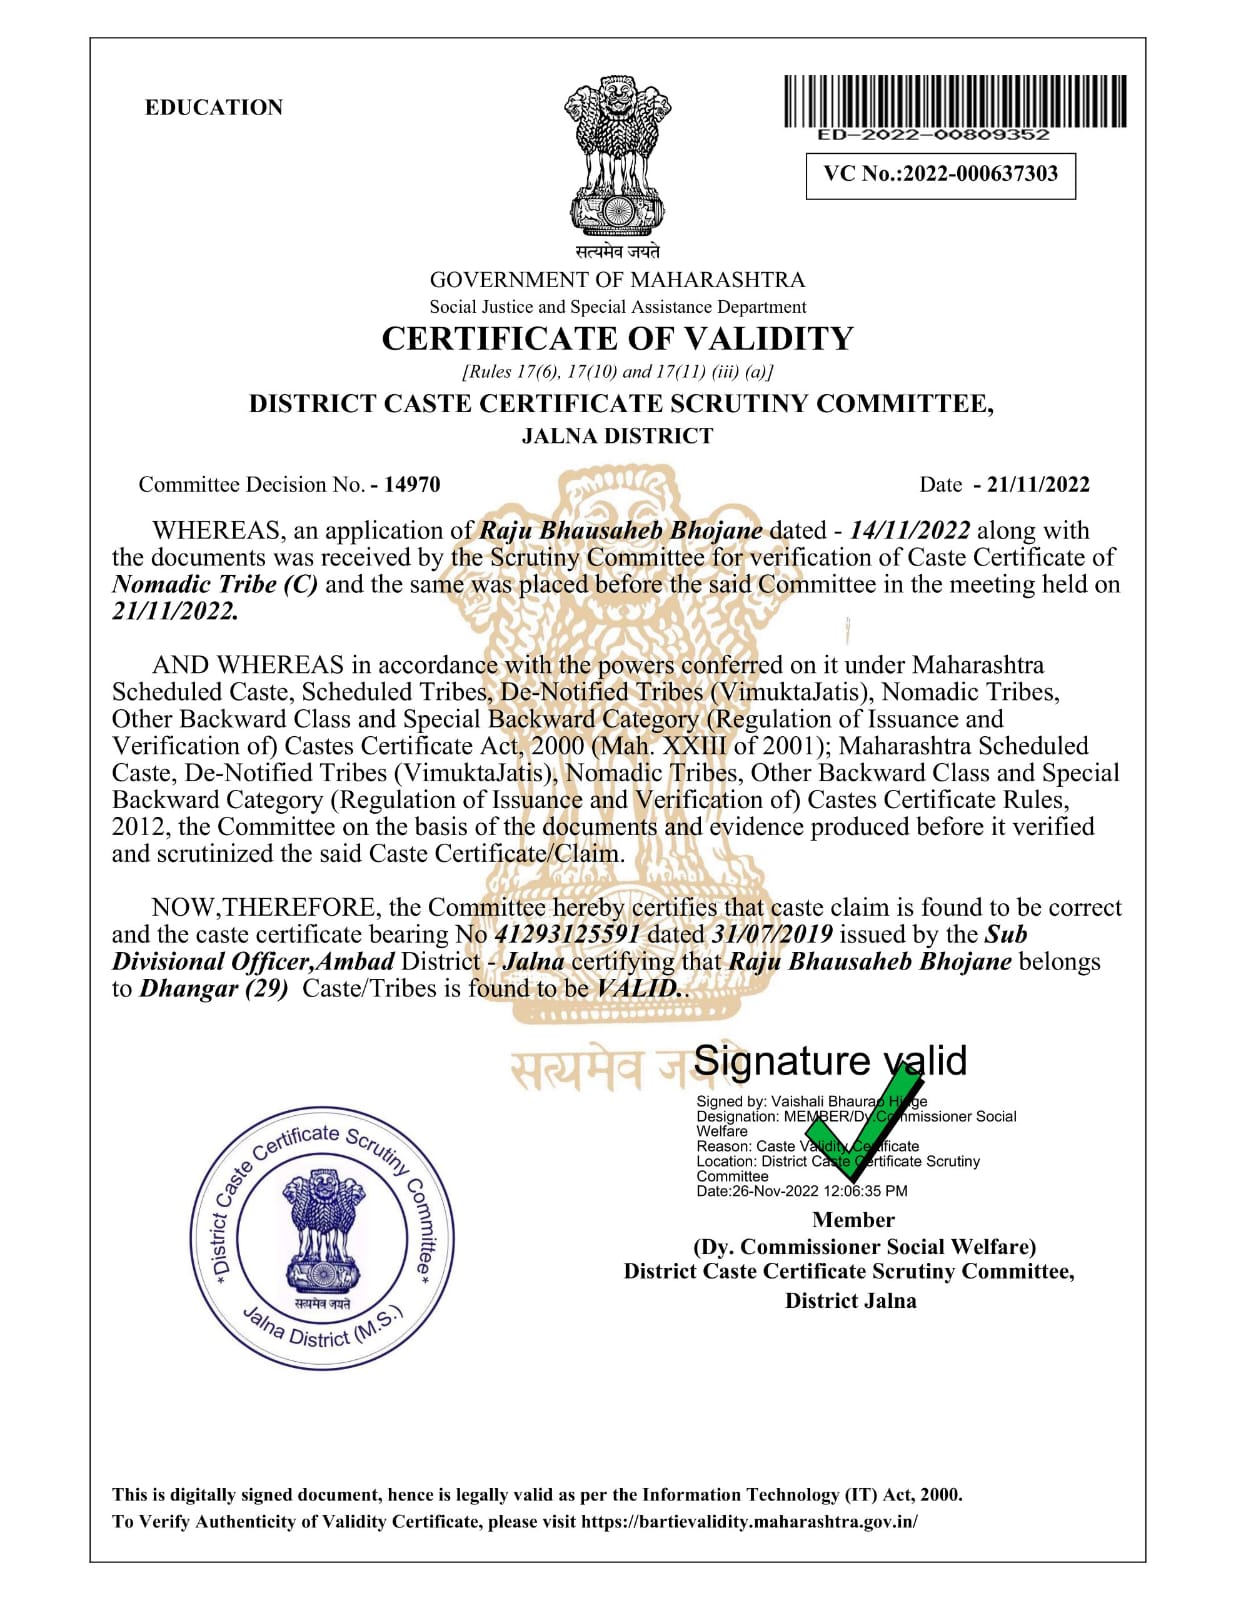 EDUCATION
ED-2022-00809352
VC No.:2022-000637303
सत्यमेव जयते
GOVERNMENT OF MAHARASHTRA
Social Justice and Special Assistance Department
CERTIFICATE OF VALIDITY
[Rules 17(6), 17(10) and 17(11) (iii) (a)]
DISTRICT CASTE CERTIFICATE SCRUTINY COMMITTEE,
JALNA DISTRICT
Committee Decision No. - 14970
Date - 21/11/2022
WHEREAS, an application of Raju Bhausaheb Bhojane dated - 14/11/2022 along with
the documents was received by the Scrutiny Committee for verification of Caste Certificate of
Nomadic Tribe (C) and the same was placed before the said Committee in the meeting held on
21/11/2022.
AND WHEREAS in accordance with the powers conferred on it under Maharashtra
Scheduled Caste, Scheduled Tribes, De-Notified Tribes (VimuktaJatis), Nomadic Tribes,
Other Backward Class and Special Backward Category (Regulation of Issuance and
Verification of) Castes Certificate Act, 2000 (Mah. XXIII of 2001); Maharashtra Scheduled
Caste, De-Notified Tribes (VimuktaJatis), Nomadic Tribes, Other Backward Class and Special
Backward Category (Regulation of Issuance and Verification of) Castes Certificate Rules,
2012, the Committee on the basis of the documents and evidence produced before it verified
and scrutinized the said Caste Certificate/Claim.
NOW,THEREFORE, the Committee hereby certifies that caste claim is found to be correct
and the caste certificate bearing No 41293125591 dated 31/07/2019 issued by the Sub
Divisional Officer,Ambad District - Jalna certifying that Raju Bhausaheb Bhojane belongs
to Dhangar (29) Caste/Tribes is found to be VALID..
सत्यमेव जयते
Signature valid
Signed by: Vaishali Bhaurao Hinge
Designation: MEMBER/Dy.Commissioner Social
Welfare
Reason: Caste Validity Certificate
Location: District Caste Certificate Scrutiny
Committee
Date:26-Nov-2022 12:06:35 PM
Member
(Dy. Commissioner Social Welfare)
District Caste Certificate Scrutiny Committee,
District Jalna
*District Caste Certificate Scrutiny Committee*
सत्यमेव जयते
Jalna District (M.S.)
This is digitally signed document, hence is legally valid as per the Information Technology (IT) Act, 2000.
To Verify Authenticity of Validity Certificate, please visit https://bartievalidity.maharashtra.gov.in/